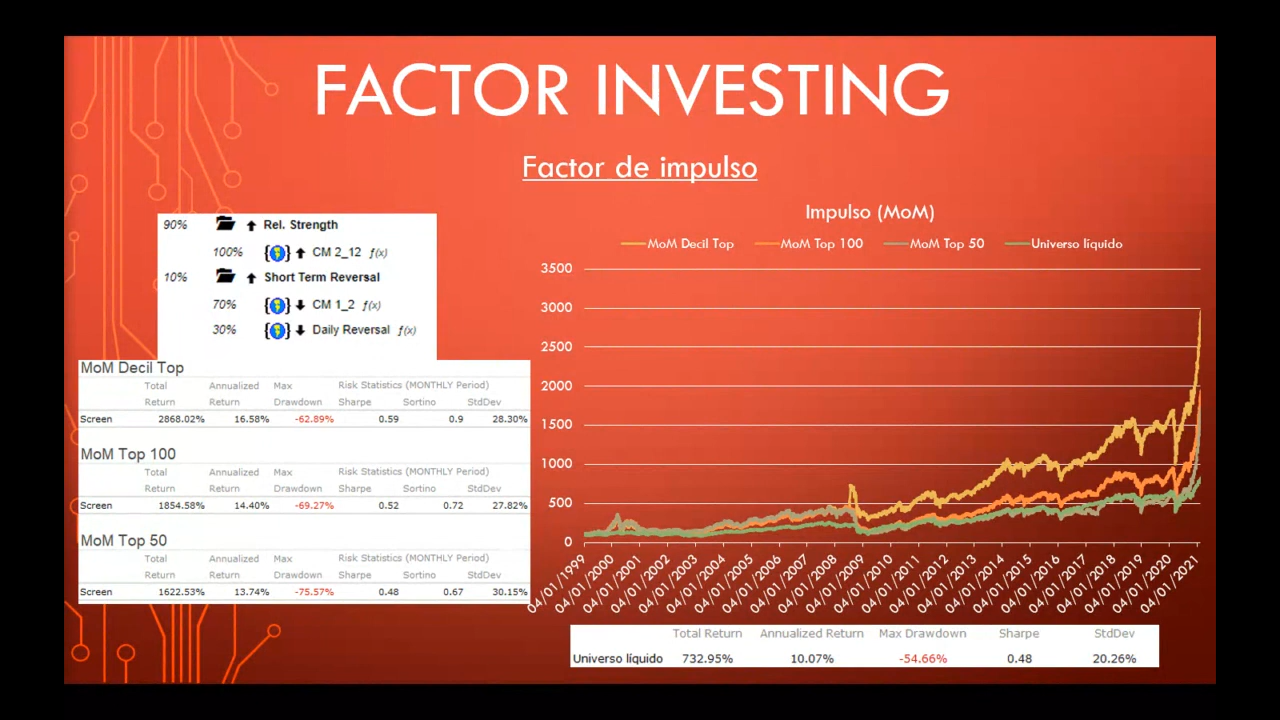 FACTOR INVESTING
Factor de impulso
90% Rel. Strength
100% CM 2_12 f(x)
10% Short Term Reversal
70% CM 1_2 f(x)
30% Daily Reversal f(x)
MoM Decil Top
Total Annualized Max Risk Statistics (MONTHLY Period)
Return Return Drawdown Sharpe Sortino StdDev
Screen 2868.02% 16.58% -62.89% 0.59 0.9 28.30%
MoM Top 100
Total Annualized Max Risk Statistics (MONTHLY Period)
Return Return Drawdown Sharpe Sortino StdDev
Screen 1854.58% 14.40% -69.27% 0.52 0.72 27.82%
MoM Top 50
Total Annualized Max Risk Statistics (MONTHLY Period)
Return Return Drawdown Sharpe Sortino StdDev
Screen 1622.53% 13.74% -75.57% 0.48 0.67 30.15%
Impulso (MoM)
MoM Decil Top MoM Top 100 MoM Top 50 Universo líquido
3500
3000
2500
2000
1500
1000
500
0
04/01/1999
04/01/2000
04/01/2001
04/01/2002
04/01/2003
04/01/2004
04/01/2005
04/01/2006
04/01/2007
04/01/2008
04/01/2009
04/01/2010
04/01/2011
04/01/2012
04/01/2013
04/01/2014
04/01/2015
04/01/2016
04/01/2017
04/01/2018
04/01/2019
04/01/2020
04/01/2021
Total Return Annualized Return Max Drawdown Sharpe StdDev
Universo líquido 732.95% 10.07% -54.66% 0.48 20.26%